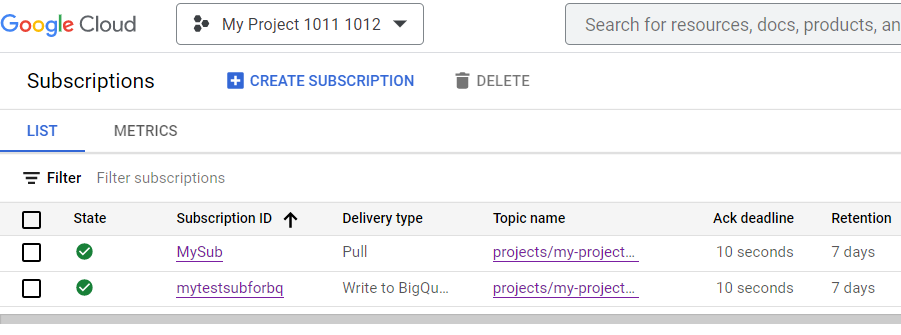 Google Cloud My Project 1011 1012 Search for resources, docs, products, an
Subscriptions CREATE SUBSCRIPTION DELETE
LIST METRICS
Filter Filter subscriptions
State Subscription ID Delivery type Topic name Ack deadline Retention
MySub Pull projects/my-project... 10 seconds 7 days
mytestsubforbq Write to BigQu... projects/my-project... 10 seconds 7 days